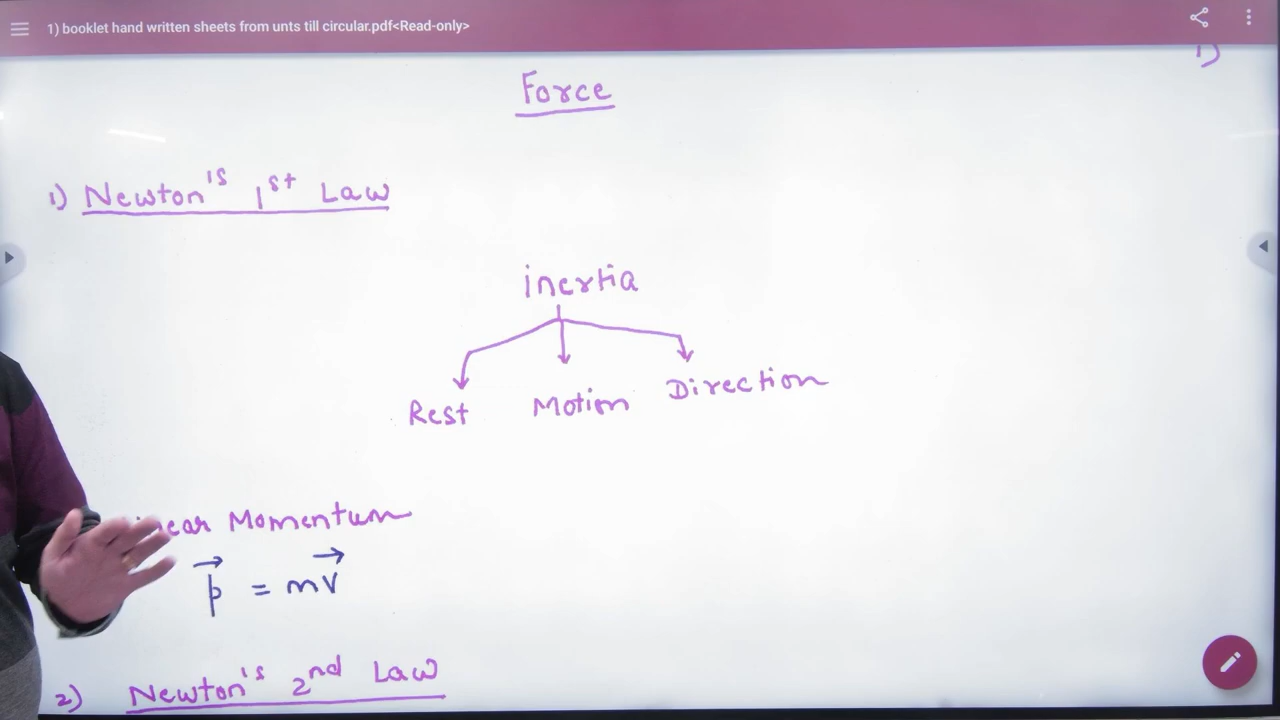 1) booklet hand written sheets from unts till circular.pdf<Read-only>
1)
Force
1) Newton's 1st Law
inertia
Rest Motion Direction
Momentum
p = mv
2) Newton's 2nd Law